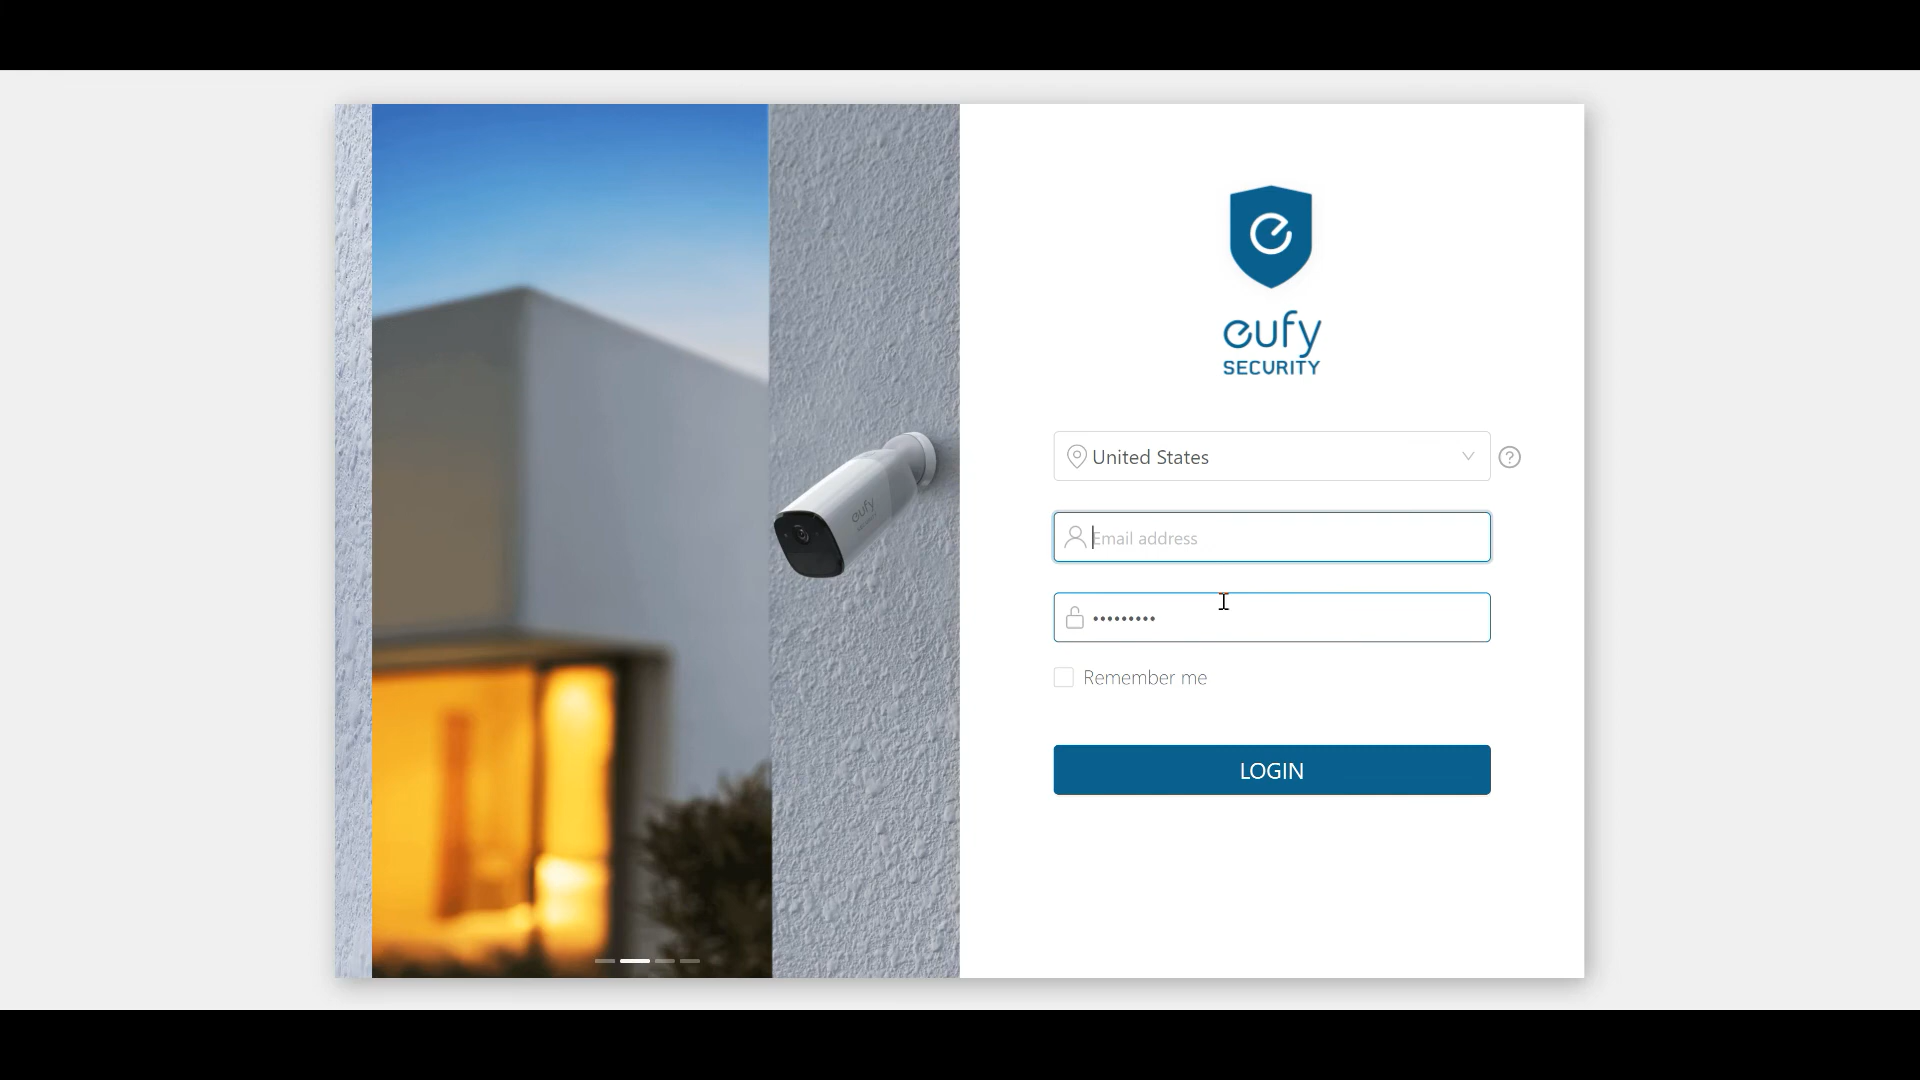 eufy
eufy
SECURITY
United States
Email address
•••••••••
Remember me
LOGIN